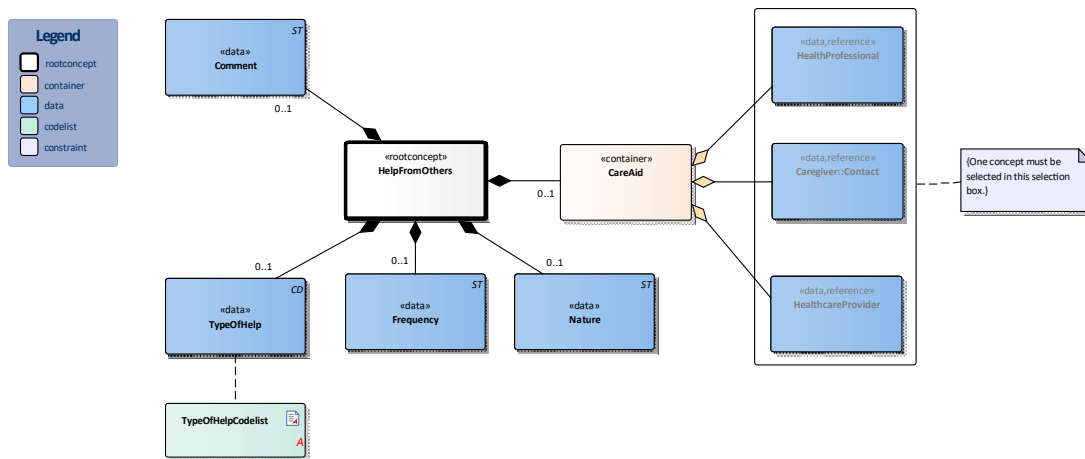 Legend
rootconcept
container
data
codelist
constraint
ST
«data»
Comment
0..1
«rootconcept»
HelpFromOthers
0..1
«container»
CareAid
«data,reference»
HealthProfessional
«data,reference»
Caregiver::Contact
«data,reference»
HealthcareProvider
{One concept must be
selected in this selection
box.}
0..1
0..1
0..1
CD
«data»
TypeOfHelp
ST
«data»
Frequency
ST
«data»
Nature
TypeOfHelpCodelist
A